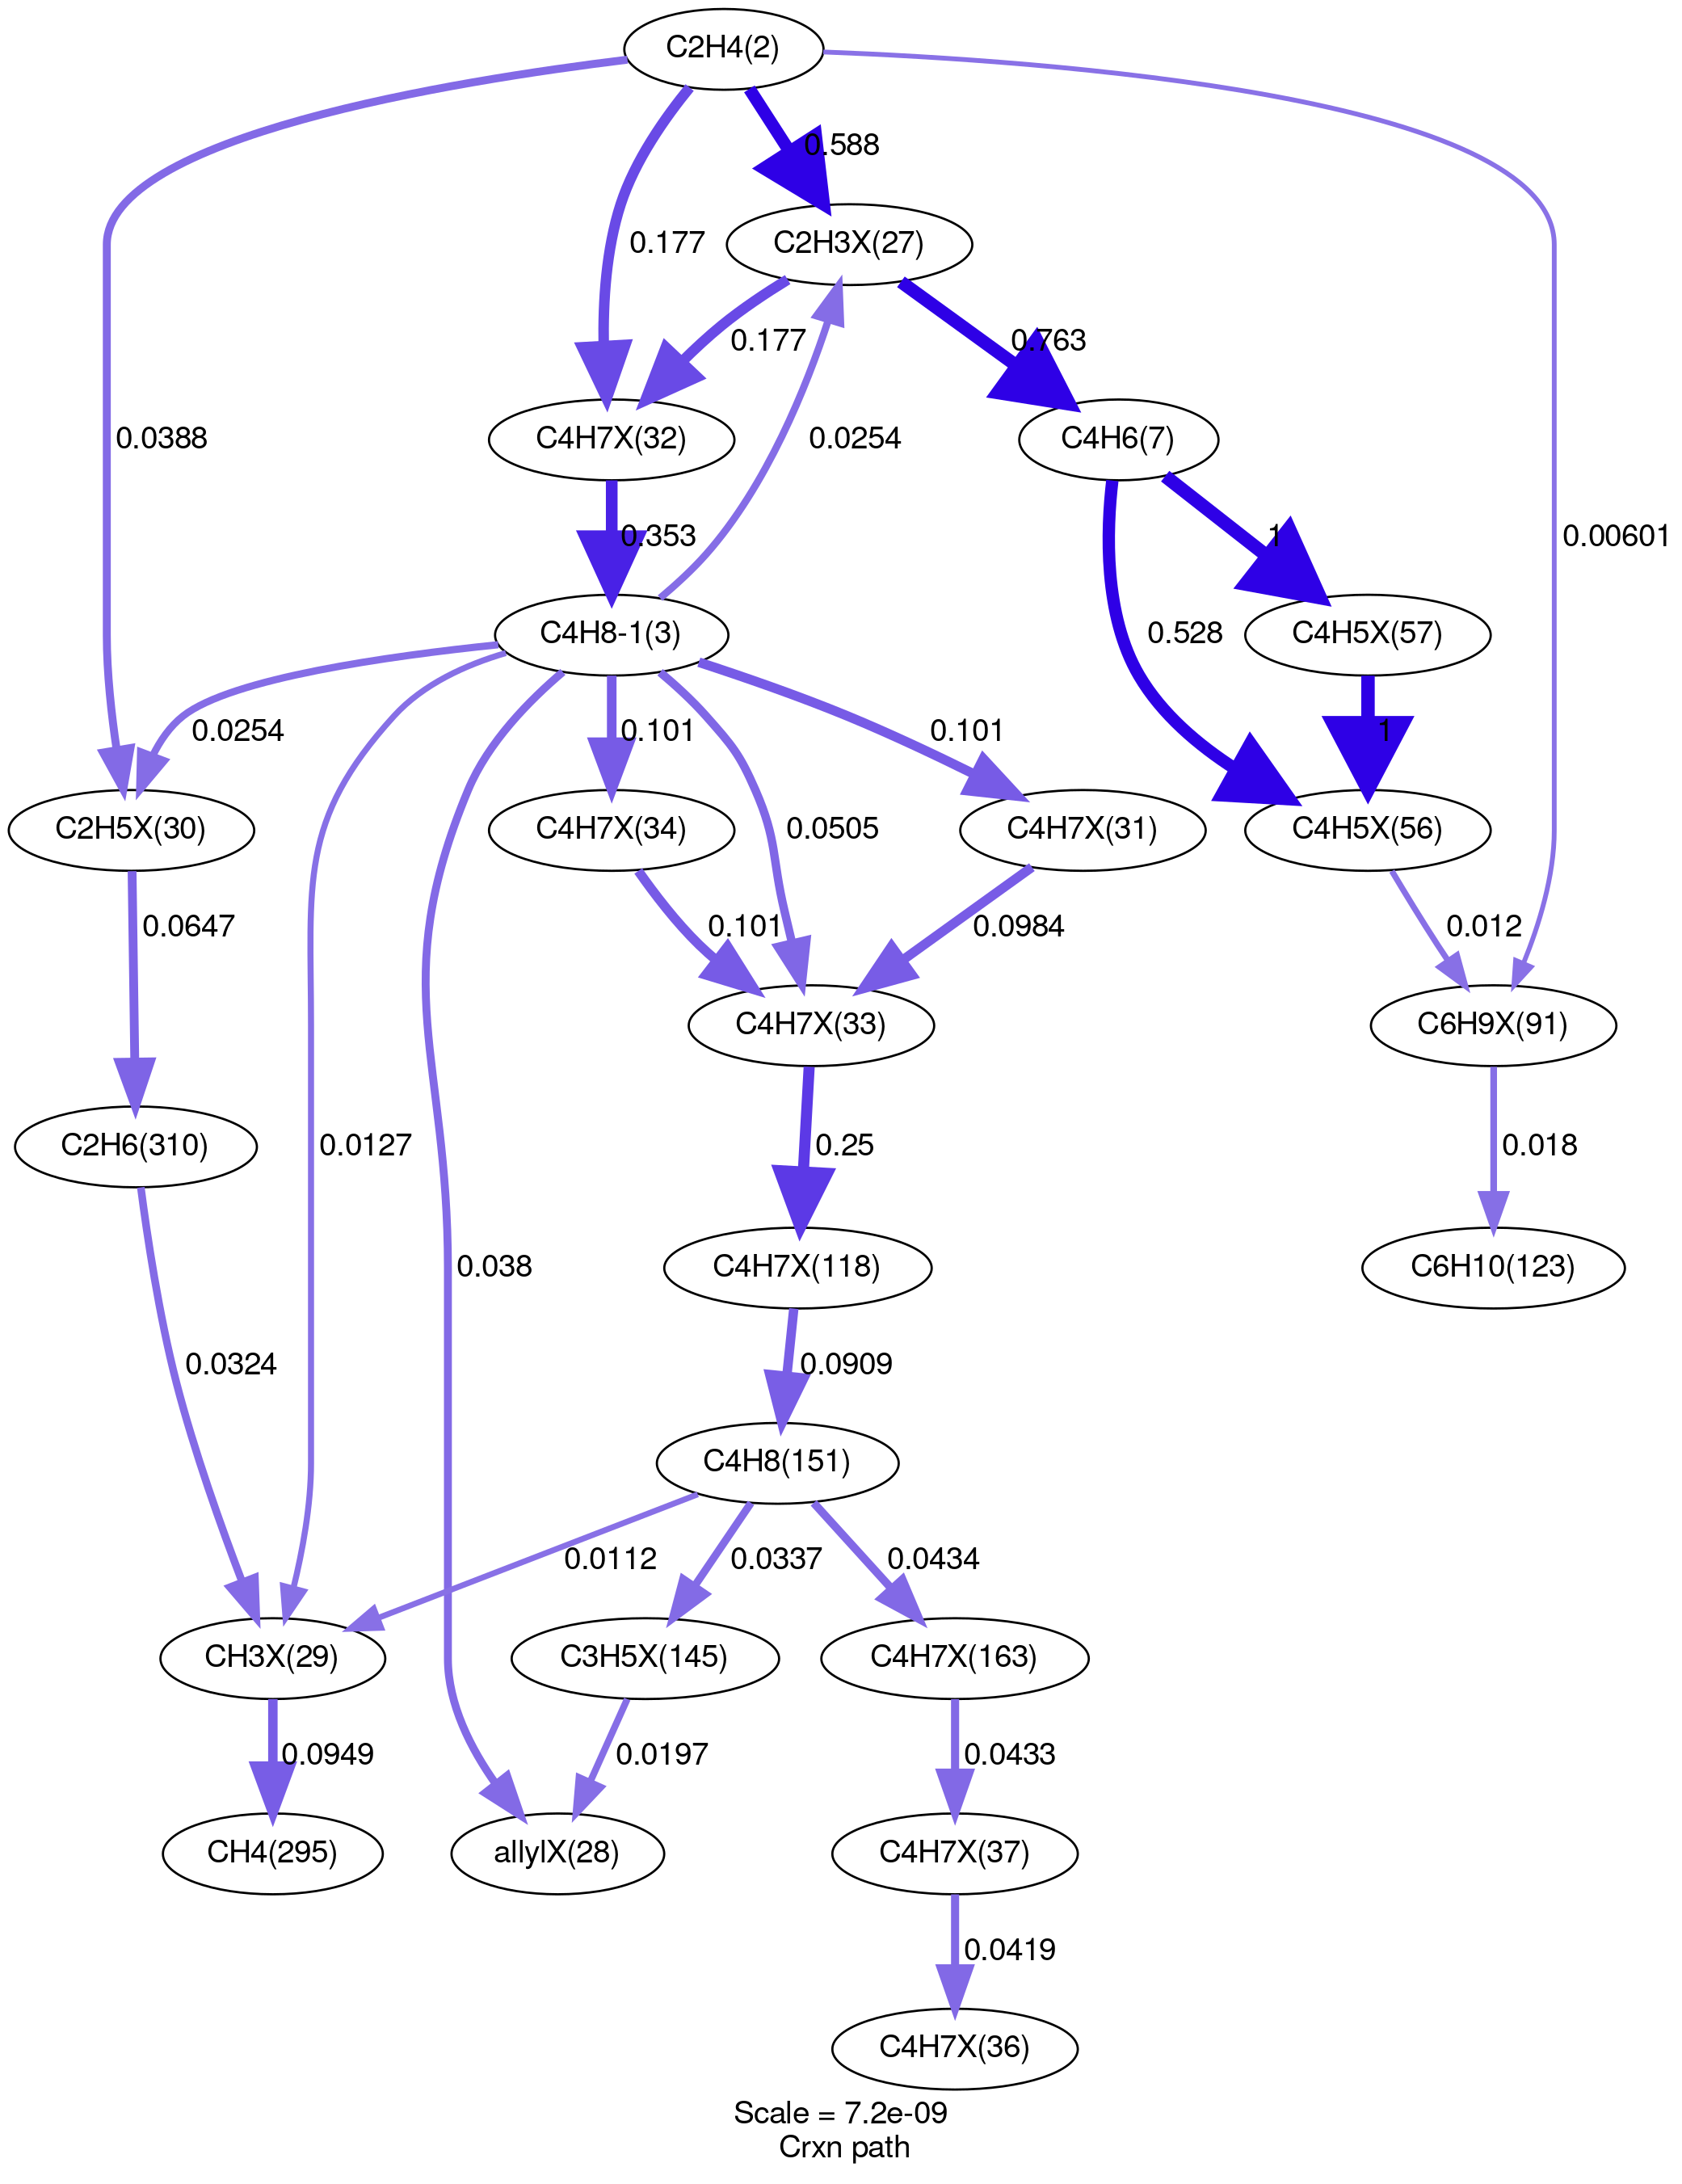 C2H4(2)
0.588
0.177
C2H3X(27)
0.177
0.763
0.0388
C4H7X(32)
0.0254
C4H6(7)
0.00601
0.353
1
C4H8-1(3)
0.528
C4H5X(57)
0.0254
0.101
0.101
1
C2H5X(30)
C4H7X(34)
0.0505
C4H7X(31)
C4H5X(56)
0.0647
0.101
0.0984
0.012
C4H7X(33)
C6H9X(91)
C2H6(310)
0.0127
0.25
0.018
0.038
C4H7X(118)
C6H10(123)
0.0324
0.0909
C4H8(151)
0.0112
0.0337
0.0434
CH3X(29)
C3H5X(145)
C4H7X(163)
0.0949
0.0197
0.0433
CH4(295)
allylX(28)
C4H7X(37)
0.0419
C4H7X(36)
Scale = 7.2e-09
Crxn path